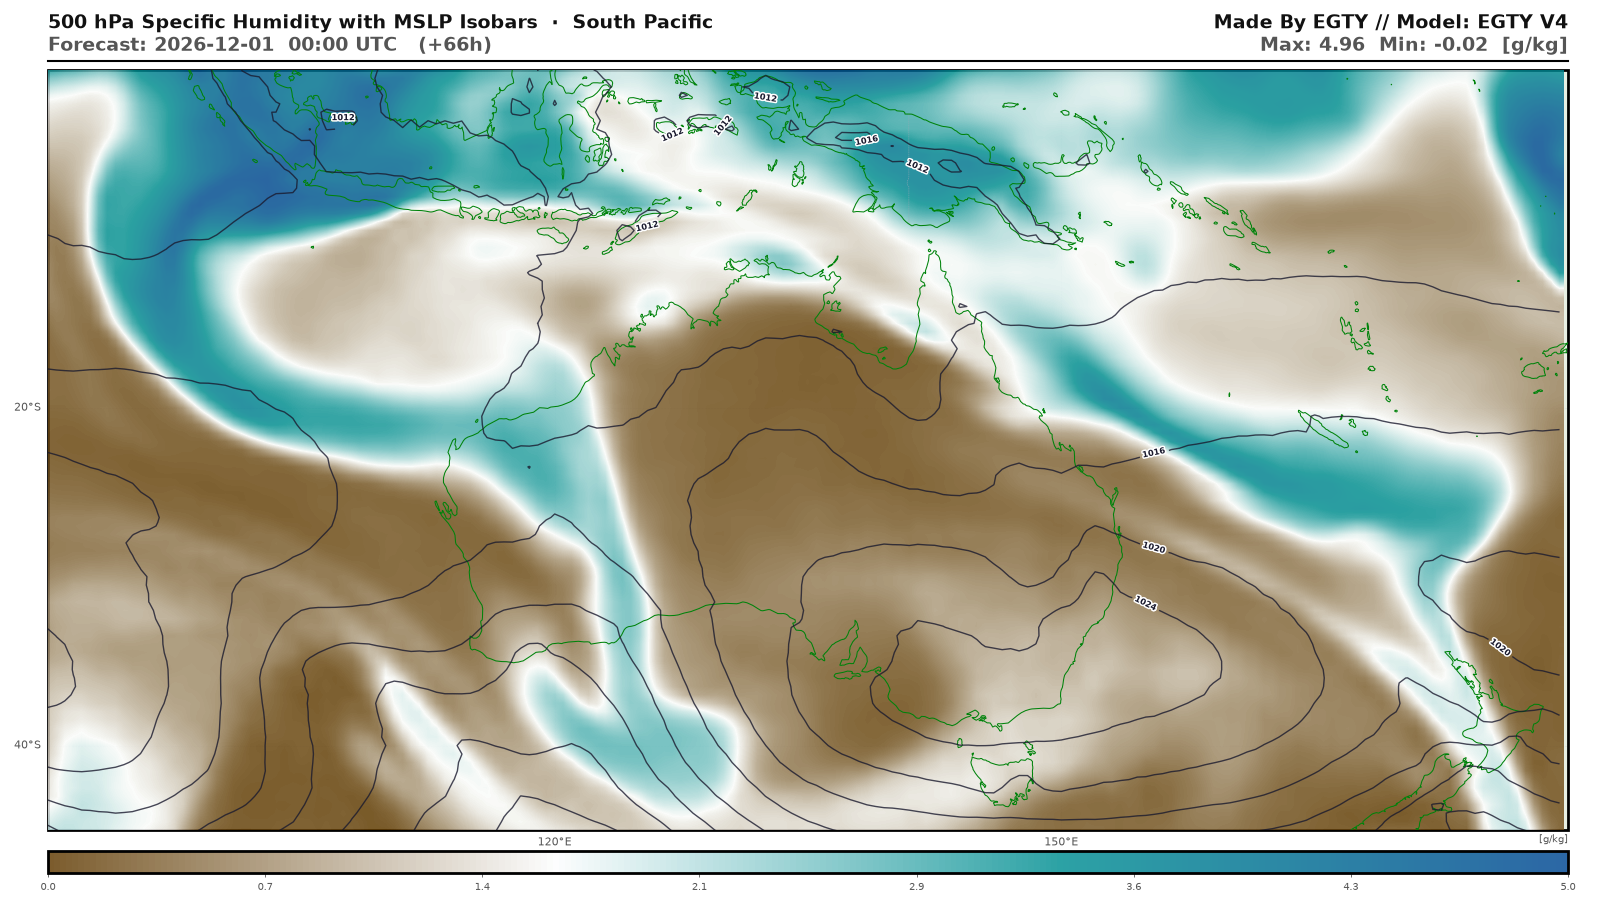 500 hPa Specific Humidity with MSLP Isobars · South Pacific
Made By EGTY // Model: EGTY V4
Forecast: 2026-12-01 00:00 UTC (+66h)
Max: 4.96 Min: -0.02 [g/kg]
1012
1012
1012
1012
1016
1012
1012
20°S
1016
1020
1024
1020
40°S
120°E
150°E
[g/kg]
0.0
0.7
1.4
2.1
2.9
3.6
4.3
5.0